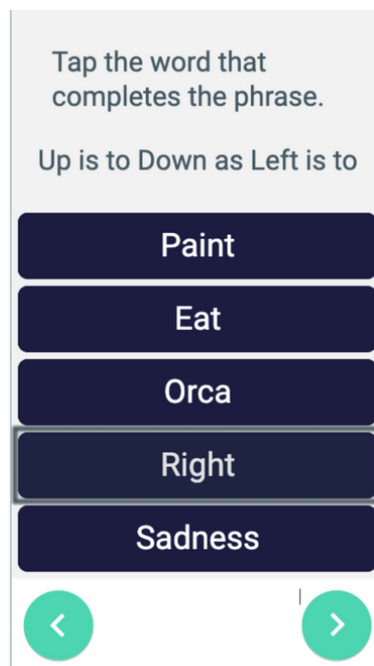 Tap the word that
completes the phrase.
Up is to Down as Left is to
Paint
Eat
Orca
Right
Sadness